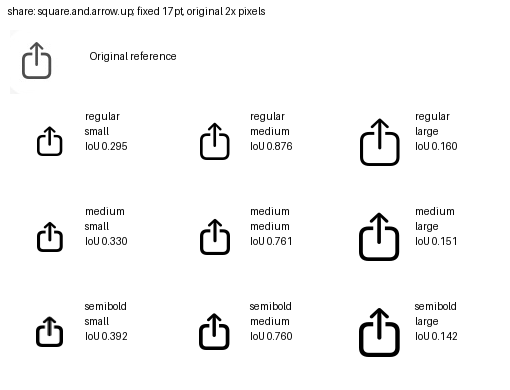 share: square.and.arrow.up; fixed 17pt, original 2x pixels
Original reference
regular
small
IoU 0.295
regular
medium
IoU 0.876
regular
large
IoU 0.160
medium
small
IoU 0.330
medium
medium
IoU 0.761
medium
large
IoU 0.151
semibold
small
IoU 0.392
semibold
medium
IoU 0.760
semibold
large
IoU 0.142